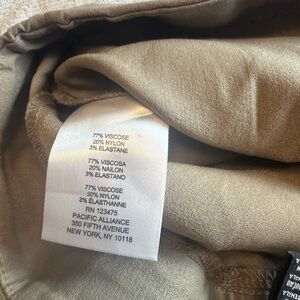 77% VISCOSE
20% NYLON
3% ELASTANE
77% VISCOSA
20% NAILON
3% ELASTANO
77% VISCOSE
20% NYLON
3% ELASTHANNE
RN 123475
PACIFIC ALLIANCE
350 FIFTH AVENUE
NEW YORK, NY 10118